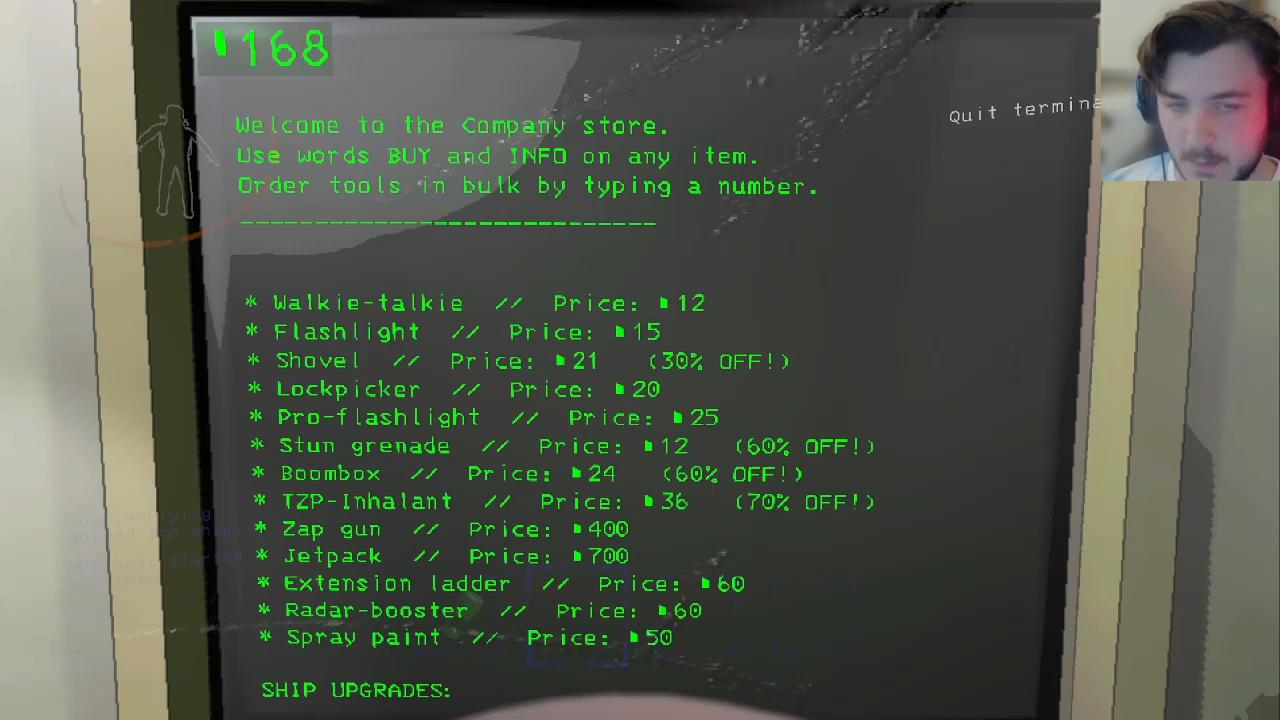 ▮168
Quit termina
Welcome to the Company store.
Use words BUY and INFO on any item.
Order tools in bulk by typing a number.
____________________________
* Walkie-talkie // Price: ▮12
* Flashlight // Price: ▮15
* Shovel // Price: ▮21 (30% OFF!)
* Lockpicker // Price: ▮20
* Pro-flashlight // Price: ▮25
* Stun grenade // Price: ▮12 (60% OFF!)
* Boombox // Price: ▮24 (60% OFF!)
* TZP-Inhalant // Price: ▮36 (70% OFF!)
* Zap gun // Price: ▮400
* Jetpack // Price: ▮700
* Extension ladder // Price: ▮60
* Radar-booster // Price: ▮60
* Spray paint // Price: ▮50
SHIP UPGRADES: